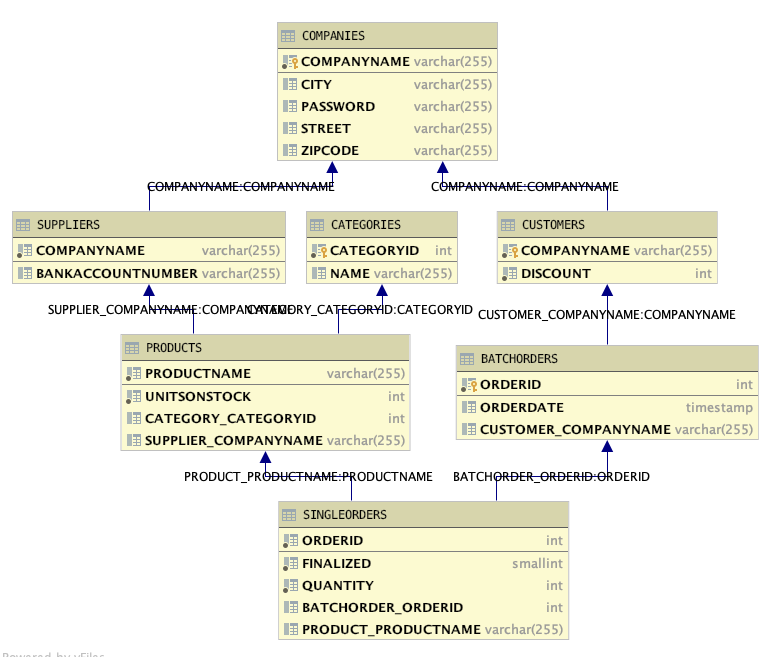 COMPANIES
COMPANYNAME varchar(255)
CITY varchar(255)
PASSWORD varchar(255)
STREET varchar(255)
ZIPCODE varchar(255)
COMPANYNAME:COMPANYNAME
COMPANYNAME:COMPANYNAME
SUPPLIERS
COMPANYNAME varchar(255)
BANKACCOUNTNUMBER varchar(255)
CATEGORIES
CATEGORYID int
NAME varchar(255)
CUSTOMERS
COMPANYNAME varchar(255)
DISCOUNT int
SUPPLIER_COMPANYNAME:COMPANYNAME
CATEGORY_CATEGORYID:CATEGORYID
CUSTOMER_COMPANYNAME:COMPANYNAME
PRODUCTS
PRODUCTNAME varchar(255)
UNITSONSTOCK int
CATEGORY_CATEGORYID int
SUPPLIER_COMPANYNAME varchar(255)
BATCHORDERS
ORDERID int
ORDERDATE timestamp
CUSTOMER_COMPANYNAME varchar(255)
PRODUCT_PRODUCTNAME:PRODUCTNAME
BATCHORDER_ORDERID:ORDERID
SINGLEORDERS
ORDERID int
FINALIZED smallint
QUANTITY int
BATCHORDER_ORDERID int
PRODUCT_PRODUCTNAME varchar(255)
Powered by yFiles